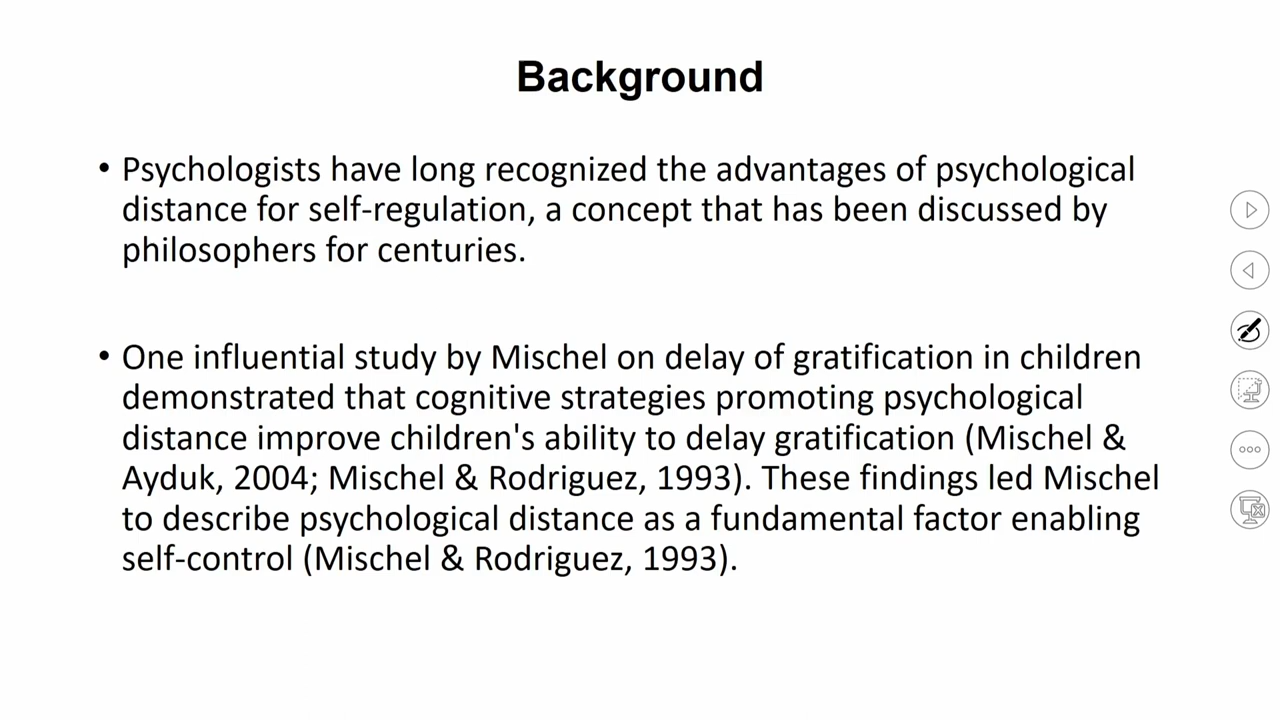 Background
• Psychologists have long recognized the advantages of psychological
distance for self-regulation, a concept that has been discussed by
philosophers for centuries.
• One influential study by Mischel on delay of gratification in children
demonstrated that cognitive strategies promoting psychological
distance improve children's ability to delay gratification (Mischel &
Ayduk, 2004; Mischel & Rodriguez, 1993). These findings led Mischel
to describe psychological distance as a fundamental factor enabling
self-control (Mischel & Rodriguez, 1993).